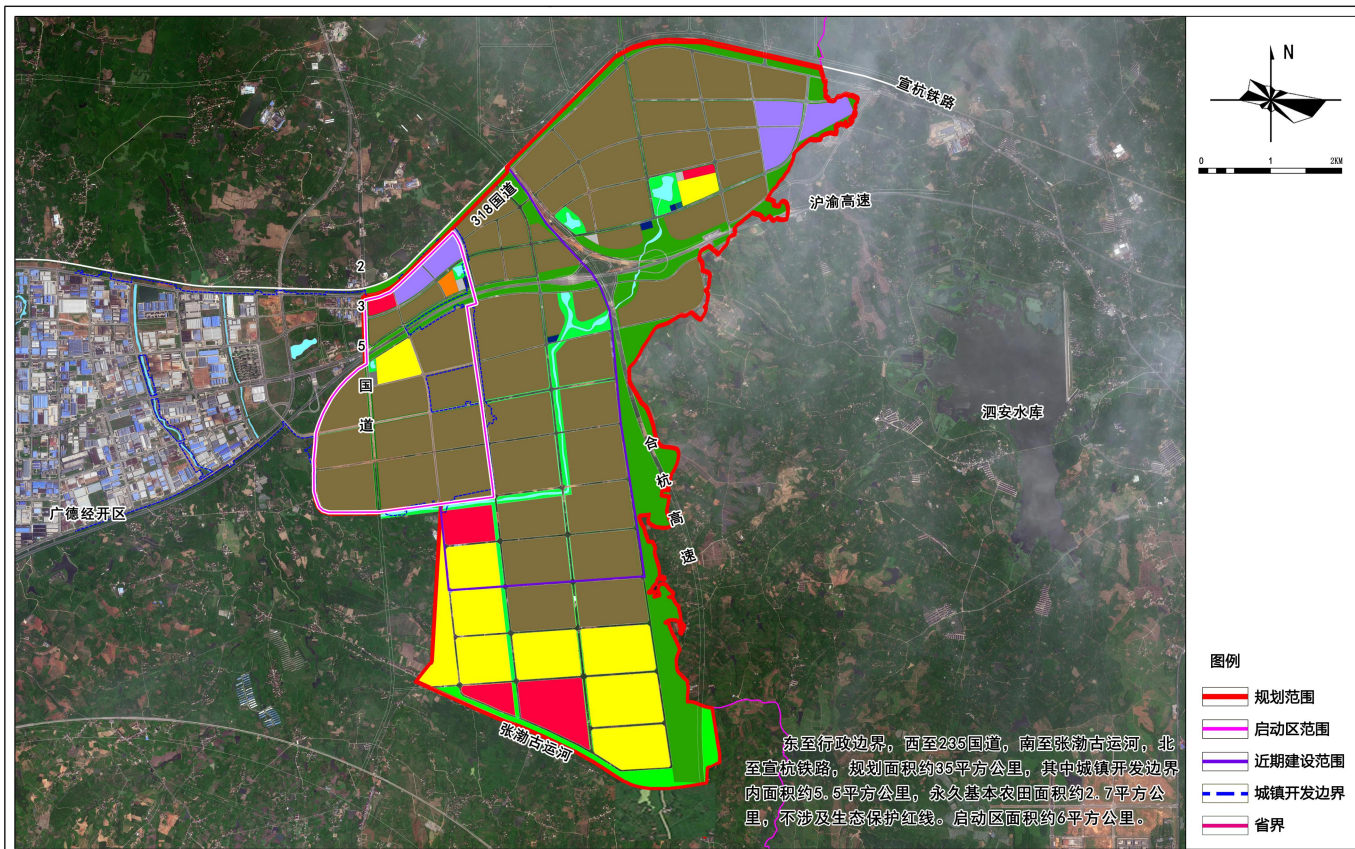 N
0 1 2KM
宣杭铁路
沪渝高速
318国道
2
3
5
国
道
泗安水库
合
杭
高
速
广德经开区
张渤古运河
东至行政边界，西至235国道，南至张渤古运河，北
至宣杭铁路，规划面积约35平方公里，其中城镇开发边界
内面积约5.5平方公里，永久基本农田面积约2.7平方公
里，不涉及生态保护红线。启动区面积约6平方公里.
图例
规划范围
启动区范围
近期建设范围
城镇开发边界
省界